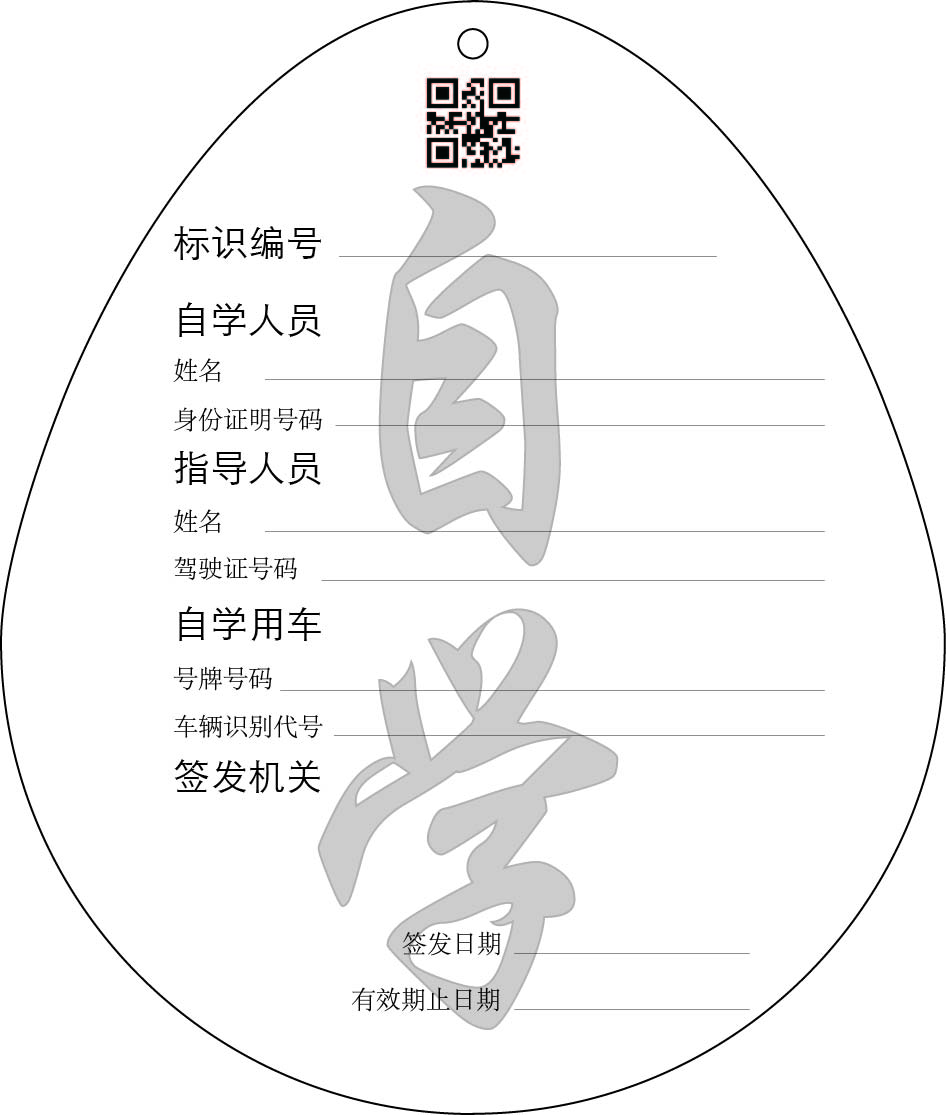 标识编号
自学人员
姓名
身份证明号码
指导人员
姓名
驾驶证号码
自学用车
号牌号码
车辆识别代号
签发机关
签发日期
有效期止日期
自学